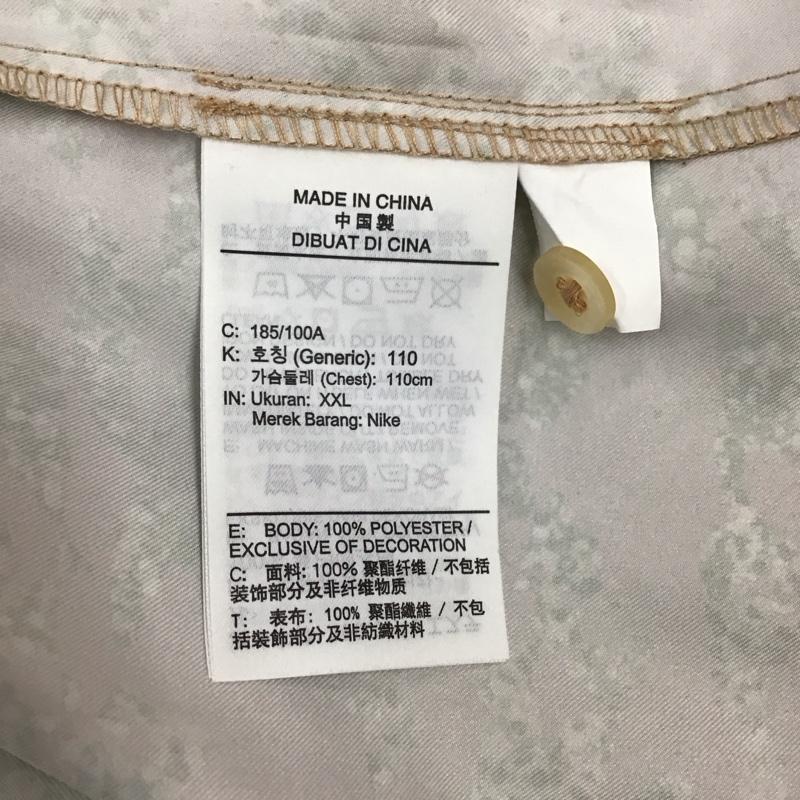 MADE IN CHINA
中国製
DIBUAT DI CINA
C: 185/100A
K: 호칭 (Generic): 110
가슴둘레 (Chest): 110cm
IN: Ukuran: XXL
Merek Barang: Nike
E: BODY: 100% POLYESTER /
EXCLUSIVE OF DECORATION
C: 面料: 100% 聚酯纤维 / 不包括
装饰部分及非纤维物质
T: 表布: 100% 聚酯纖維 / 不包
括裝飾部分及非紡織材料